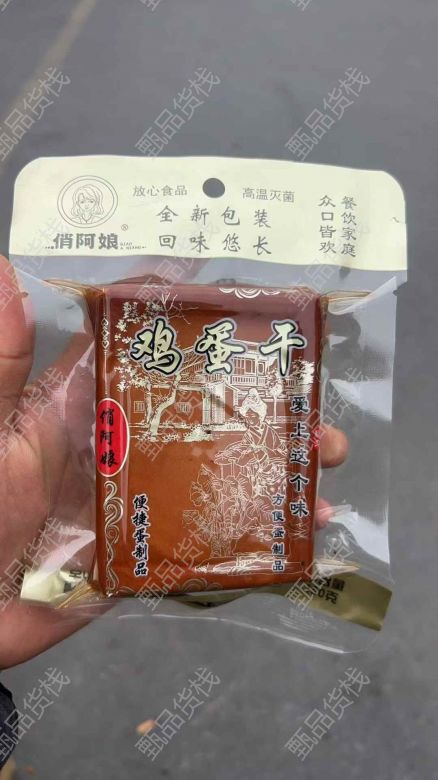 放心食品
高温灭菌
全新包装
回味悠长
众口皆欢
餐饮家庭
俏阿娘®
QIAO
A NIANG
鸡蛋干
爱上这个味
俏阿娘
便捷蛋制品
方便蛋制品
甄品货栈